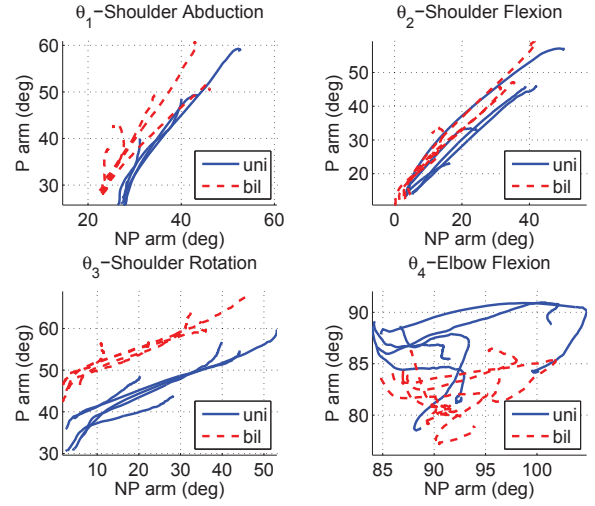 θ1−Shoulder Abduction
60
50
40
30
20
40
60
P arm (deg)
NP arm (deg)
uni
bil
θ2−Shoulder Flexion
50
40
30
20
0
20
40
P arm (deg)
NP arm (deg)
uni
bil
θ3−Shoulder Rotation
60
50
40
30
10
20
30
40
50
P arm (deg)
NP arm (deg)
uni
bil
θ4−Elbow Flexion
90
85
80
85
90
95
100
P arm (deg)
NP arm (deg)
uni
bil